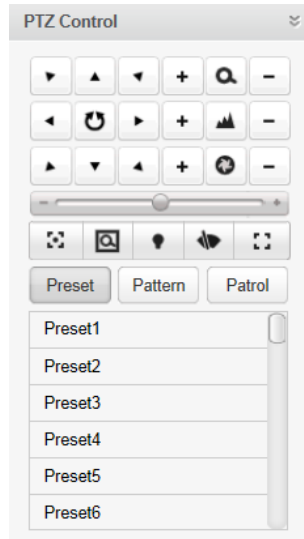 PTZ Control
Preset Pattern Patrol
Preset1
Preset2
Preset3
Preset4
Preset5
Preset6